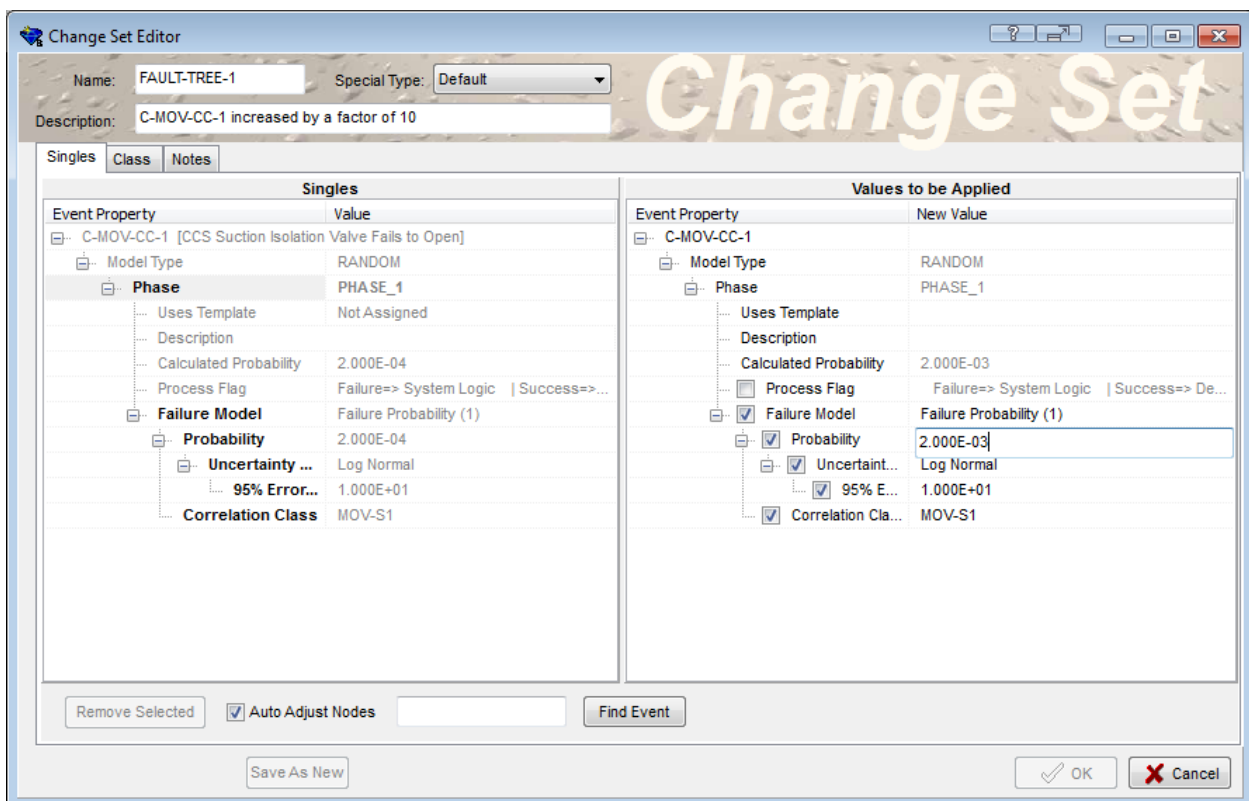 Change Set Editor
Name: FAULT-TREE-1 Special Type: Default
Change Set
Description: C-MOV-CC-1 increased by a factor of 10
Singles Class Notes
Singles Values to be Applied
Event Property Value Event Property New Value
C-MOV-CC-1 [CCS Suction Isolation Valve Fails to Open] C-MOV-CC-1
Model Type RANDOM Model Type RANDOM
Phase PHASE_1 Phase PHASE_1
Uses Template Not Assigned Uses Template
Description Description
Calculated Probability 2.000E-04 Calculated Probability 2.000E-03
Process Flag Failure=> System Logic | Success=>... Process Flag Failure=> System Logic | Success=> De...
Failure Model Failure Probability (1) Failure Model Failure Probability (1)
Probability 2.000E-04 Probability 2.000E-03
Uncertainty ... Log Normal Uncertaint... Log Normal
95% Error... 1.000E+01 95% E... 1.000E+01
Correlation Class MOV-S1 Correlation Cla... MOV-S1
Remove Selected Auto Adjust Nodes Find Event
Save As New OK Cancel